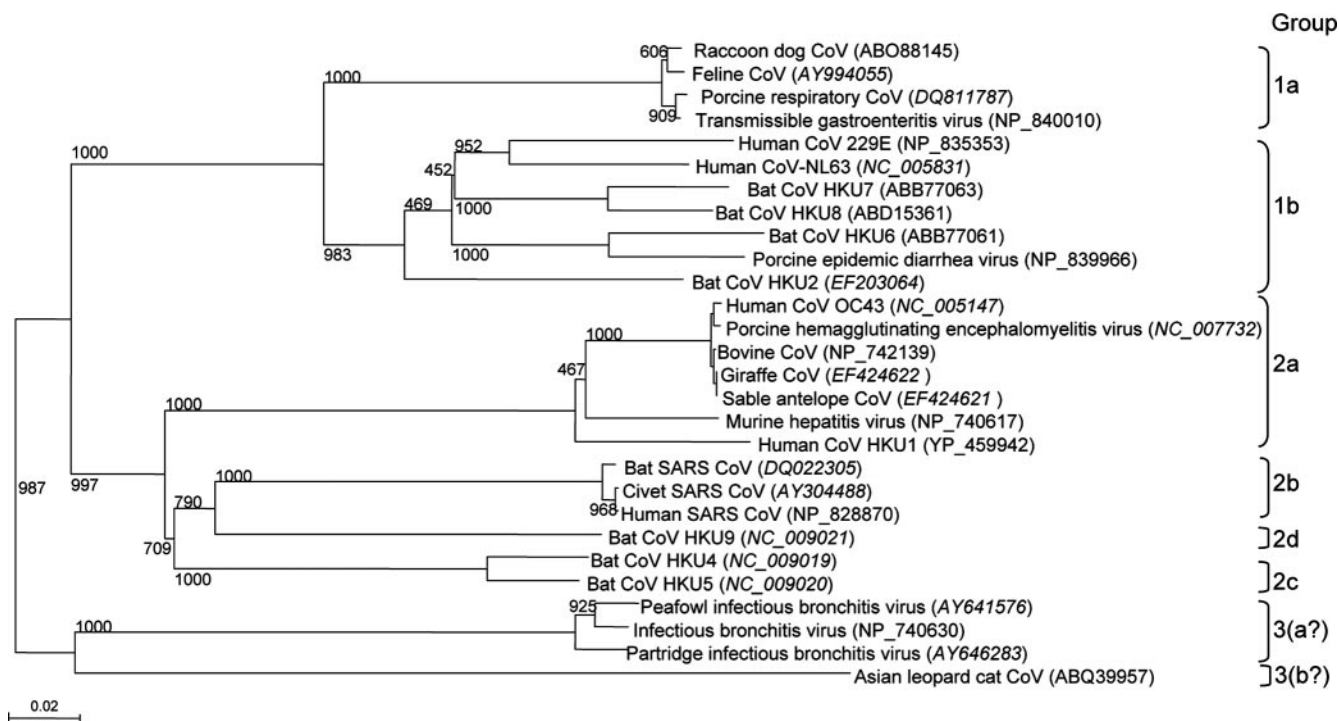 Group
606
Raccoon dog CoV (ABO88145)
1000
Feline CoV (AY994055)
1a
Porcine respiratory CoV (DQ811787)
909
Transmissible gastroenteritis virus (NP_840010)
952
Human CoV 229E (NP_835353)
1000
452
Human CoV-NL63 (NC_005831)
Bat CoV HKU7 (ABB77063)
469
1000
Bat CoV HKU8 (ABD15361)
1b
Bat CoV HKU6 (ABB77061)
983
1000
Porcine epidemic diarrhea virus (NP_839966)
Bat CoV HKU2 (EF203064)
Human CoV OC43 (NC_005147)
1000
Porcine hemagglutinating encephalomyelitis virus (NC_007732)
Bovine CoV (NP_742139)
2a
467
Giraffe CoV (EF424622 )
Sable antelope CoV (EF424621 )
1000
Murine hepatitis virus (NP_740617)
Human CoV HKU1 (YP_459942)
Bat SARS CoV (DQ022305)
987
997
1000
Civet SARS CoV (AY304488)
2b
790
968
Human SARS CoV (NP_828870)
Bat CoV HKU9 (NC_009021)
2d
709
Bat CoV HKU4 (NC_009019)
1000
Bat CoV HKU5 (NC_009020)
2c
925
Peafowl infectious bronchitis virus (AY641576)
1000
Infectious bronchitis virus (NP_740630)
3(a?)
Partridge infectious bronchitis virus (AY646283)
Asian leopard cat CoV (ABQ39957)
3(b?)
0.02